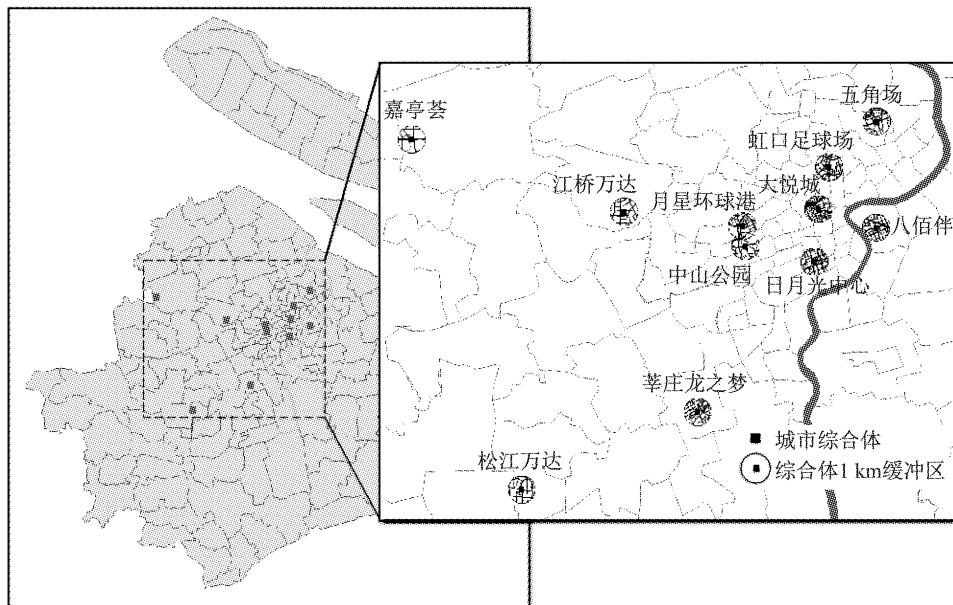 五角场
嘉亭荟
虹口足球场
江桥万达
月星环球港
大悦城
八佰伴
中山公园
日月光中心
莘庄龙之梦
城市综合体
松江万达
综合体1 km缓冲区